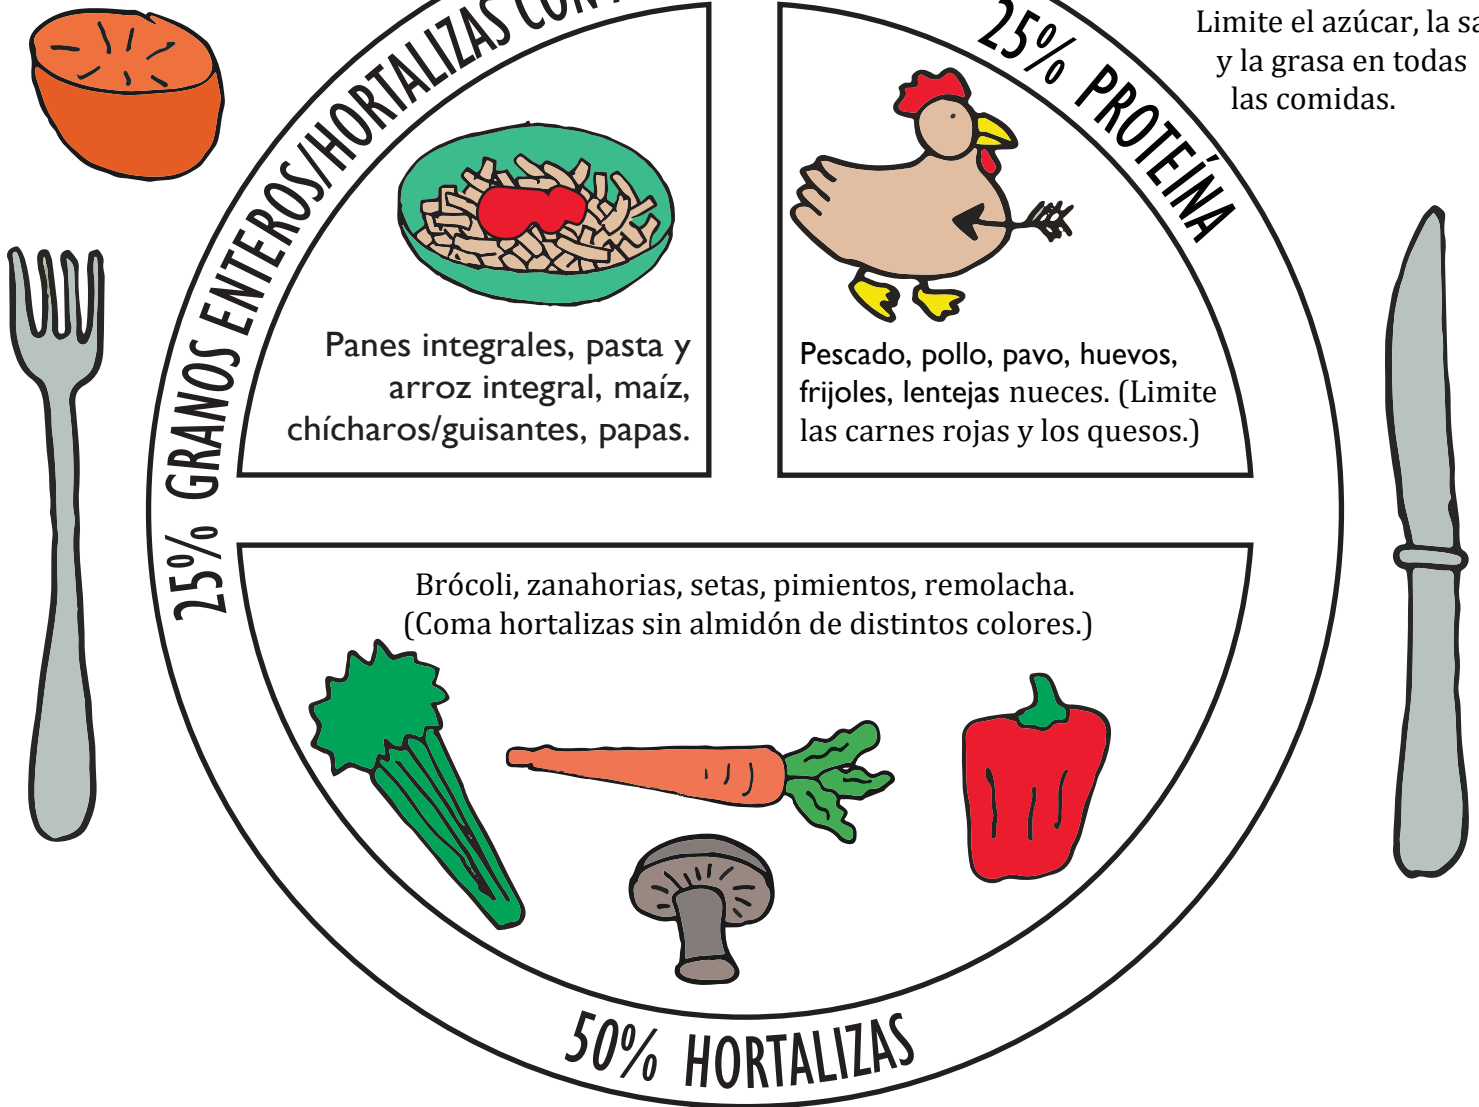 Limite el azúcar, la
y la grasa en todas
las comidas.
25% GRANOS ENTEROS/HORTALIZAS CON
25% PROTEÍNA
Panes integrales, pasta y
arroz integral, maíz,
chícharos/guisantes, papas.
Pescado, pollo, pavo, huevos,
frijoles, lentejas nueces. (Limite
las carnes rojas y los quesos.)
Brócoli, zanahorias, setas, pimientos, remolacha.
(Coma hortalizas sin almidón de distintos colores.)
50% HORTALIZAS